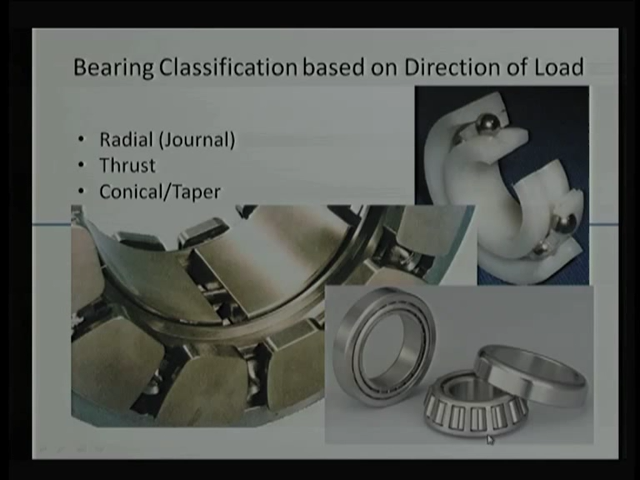 Bearing Classification based on Direction of Load
• Radial (Journal)
• Thrust
• Conical/Taper